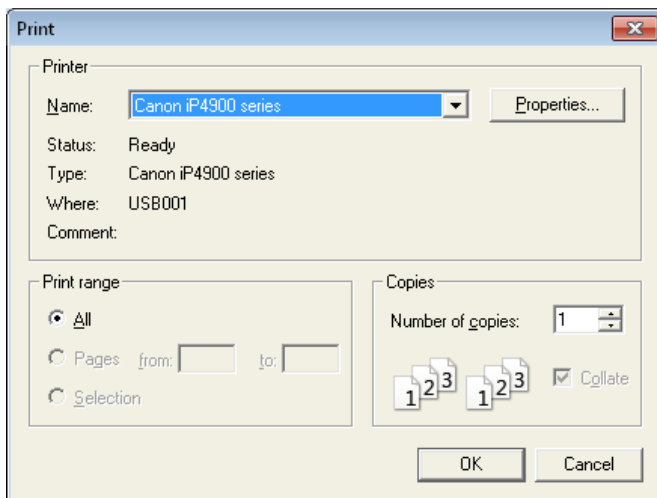 Print
Printer
Name: Canon iP4900 series Properties...
Status: Ready
Type: Canon iP4900 series
Where: USB001
Comment:
Print range
All
Pages from: to:
Selection
Copies
Number of copies: 1
1 2 3 1 2 3 Collate
OK Cancel